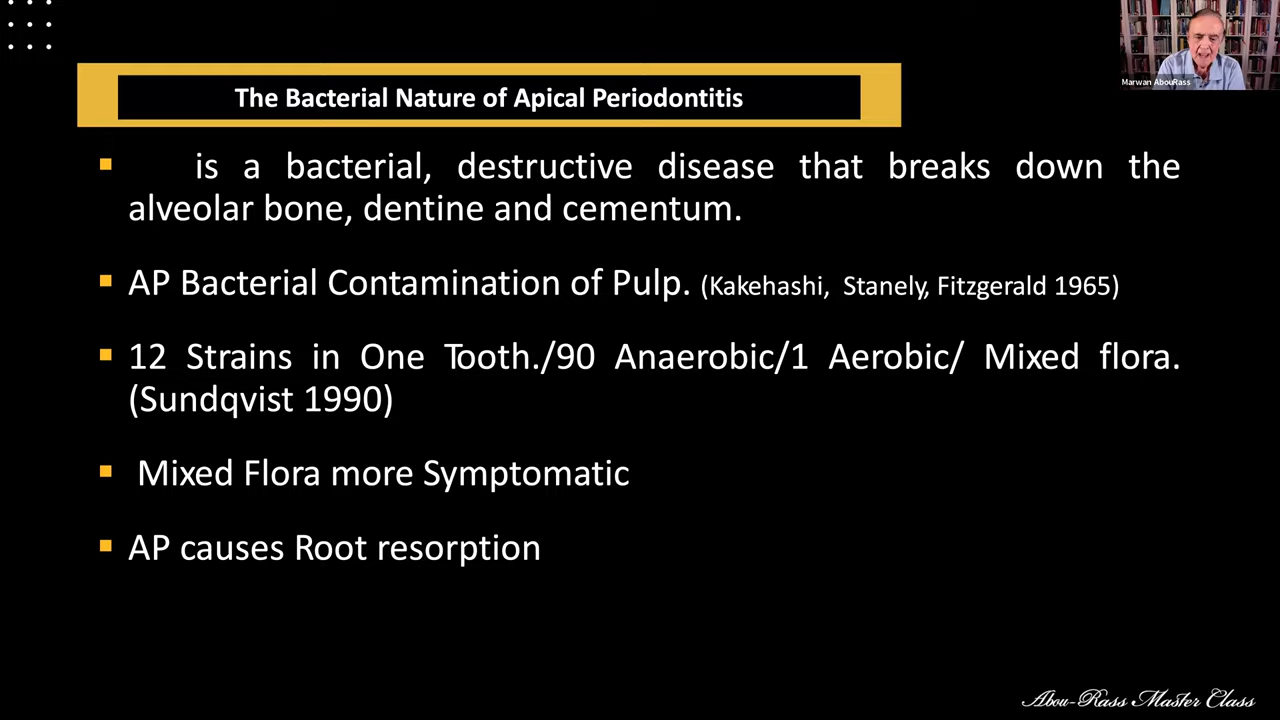 Marwan AbouRass
The Bacterial Nature of Apical Periodontitis
is a bacterial, destructive disease that breaks down the
alveolar bone, dentine and cementum.
AP Bacterial Contamination of Pulp. (Kakehashi, Stanely, Fitzgerald 1965)
12 Strains in One Tooth./90 Anaerobic/1 Aerobic/ Mixed flora.
(Sundqvist 1990)
Mixed Flora more Symptomatic
AP causes Root resorption
Abou-Rass Master Class